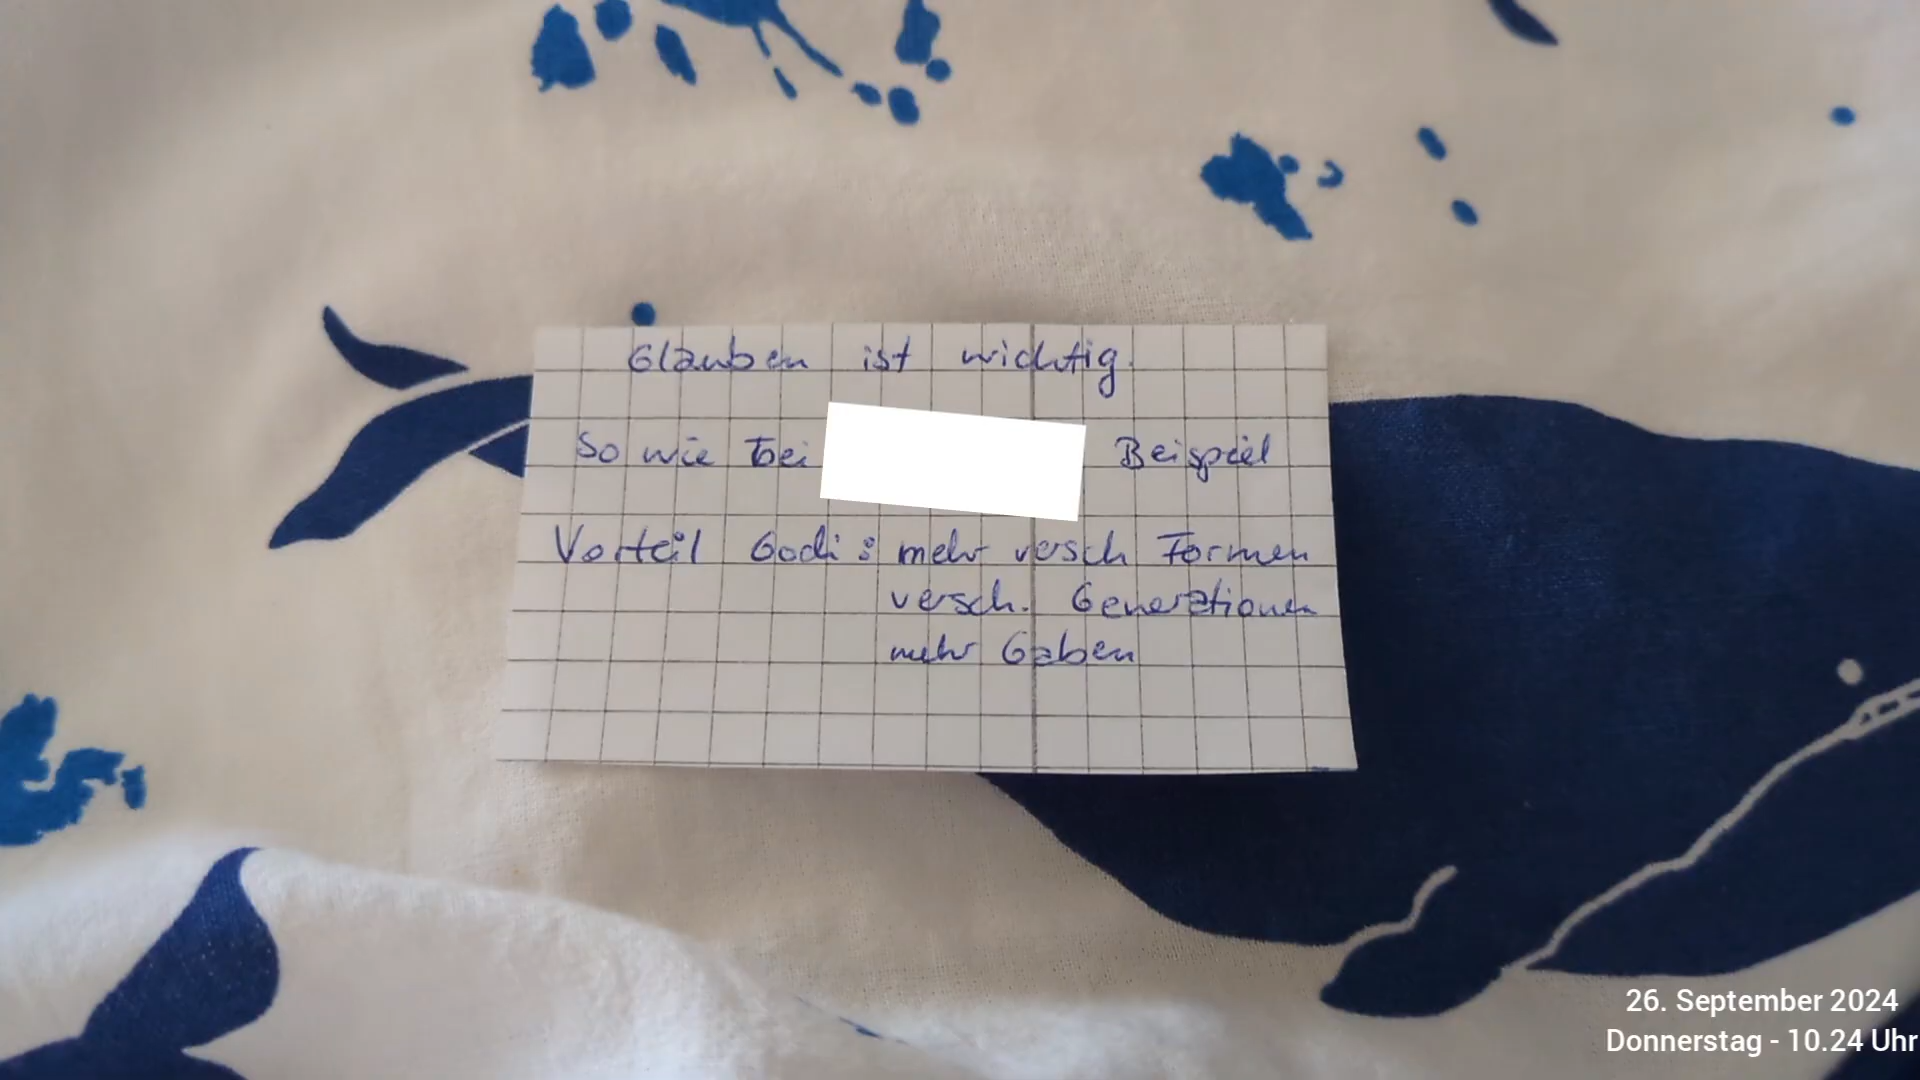 Glauben ist wichtig.
So wie bei Beispiel
Vorteil Godi: mehr versch Formen
versch. Generationen
mehr Gaben
26. September 2024
Donnerstag - 10.24 Uhr